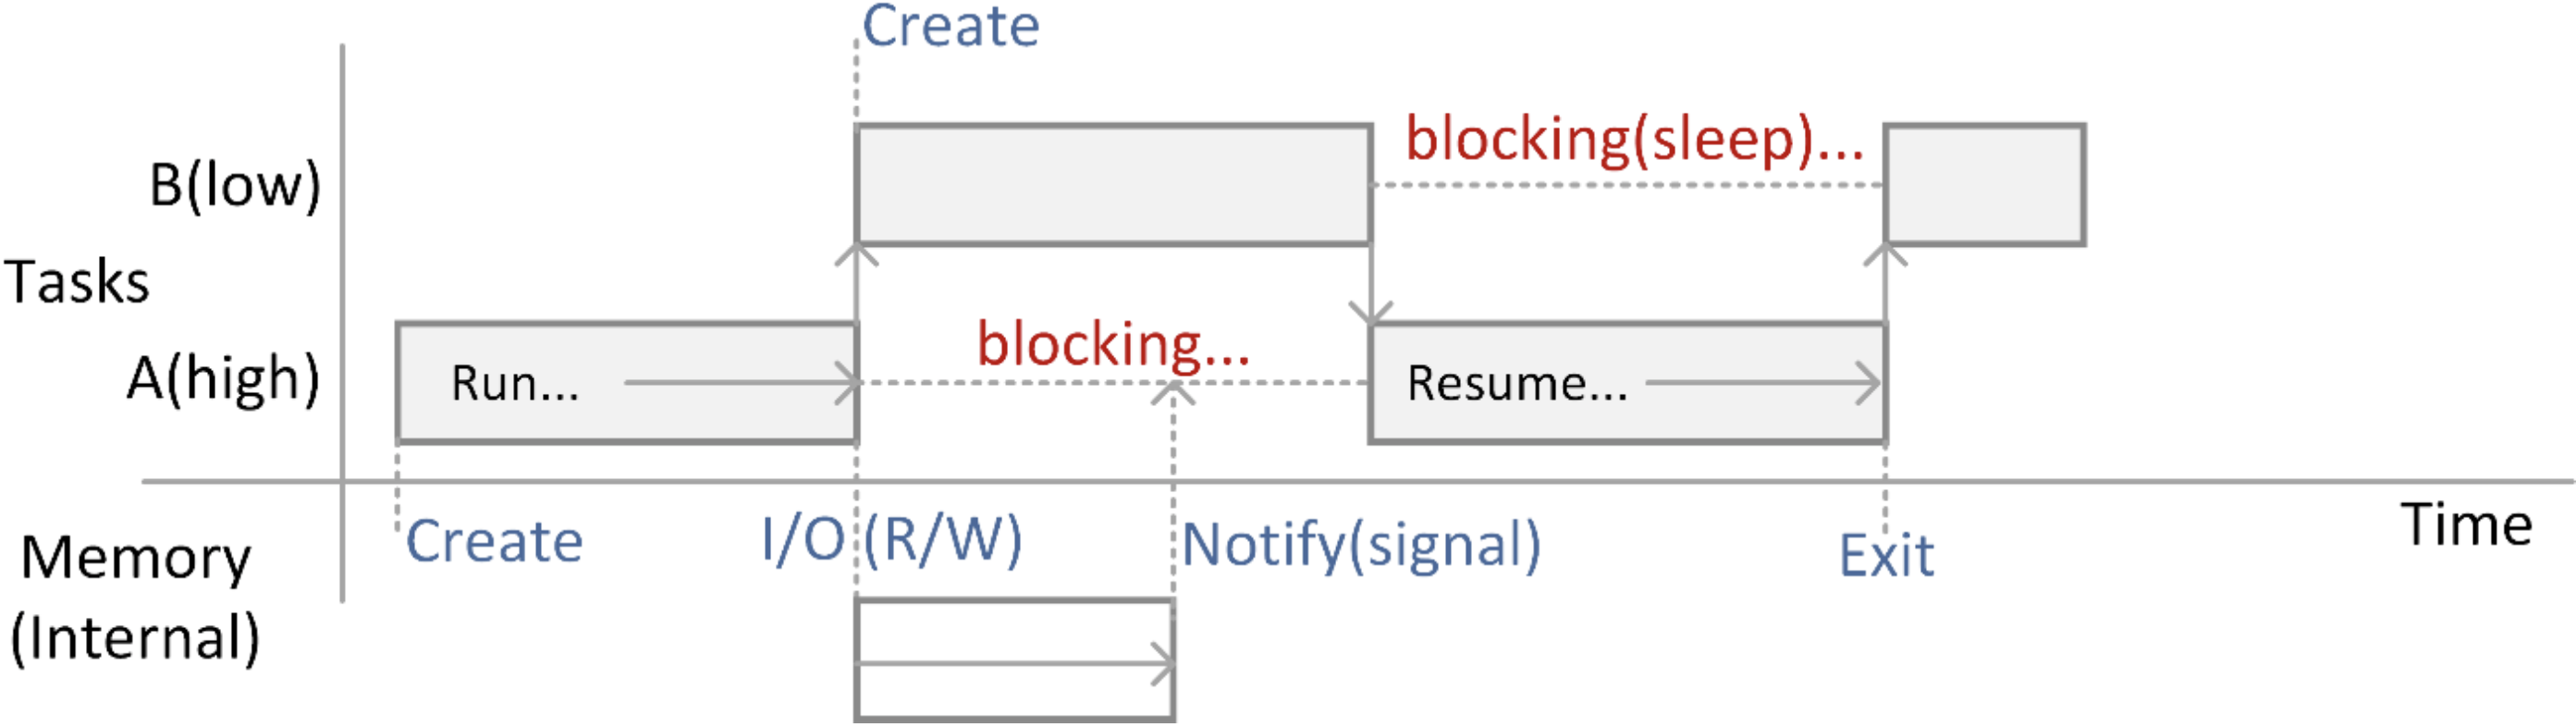 Create
blocking(sleep)...
B(low)
Tasks
blocking...
A(high)
Run...
Resume...
Create
I/O (R/W)
Notify(signal)
Exit
Time
Memory
(Internal)